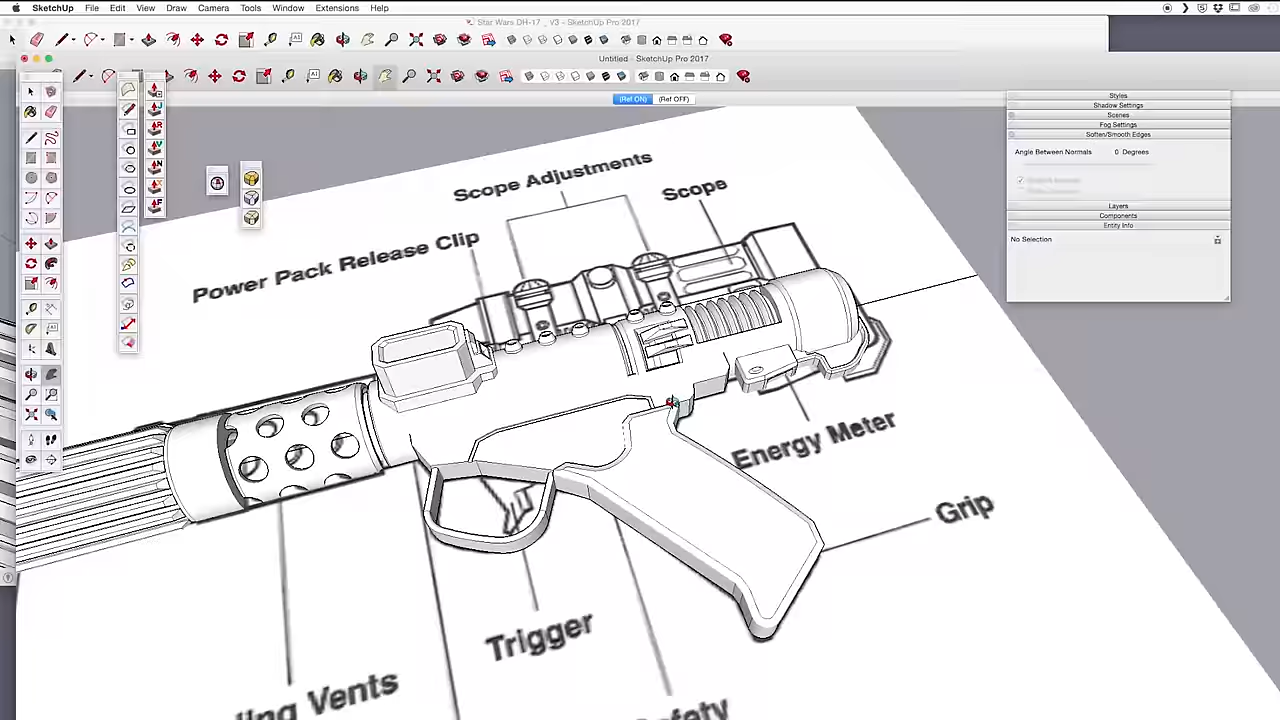 SketchUp File Edit View Draw Camera Tools Window Extensions Help
Star Wars DH-17 _ V3 - SketchUp Pro 2017
Untitled - SketchUp Pro 2017
(Ref ON) (Ref OFF)
Styles
Shadow Settings
Scenes
Fog Settings
Soften/Smooth Edges
Angle Between Normals 0 Degrees
Layers
Components
Entity Info
No Selection
Scope Adjustments
Scope
Power Pack Release Clip
Energy Meter
Grip
Trigger
Vents